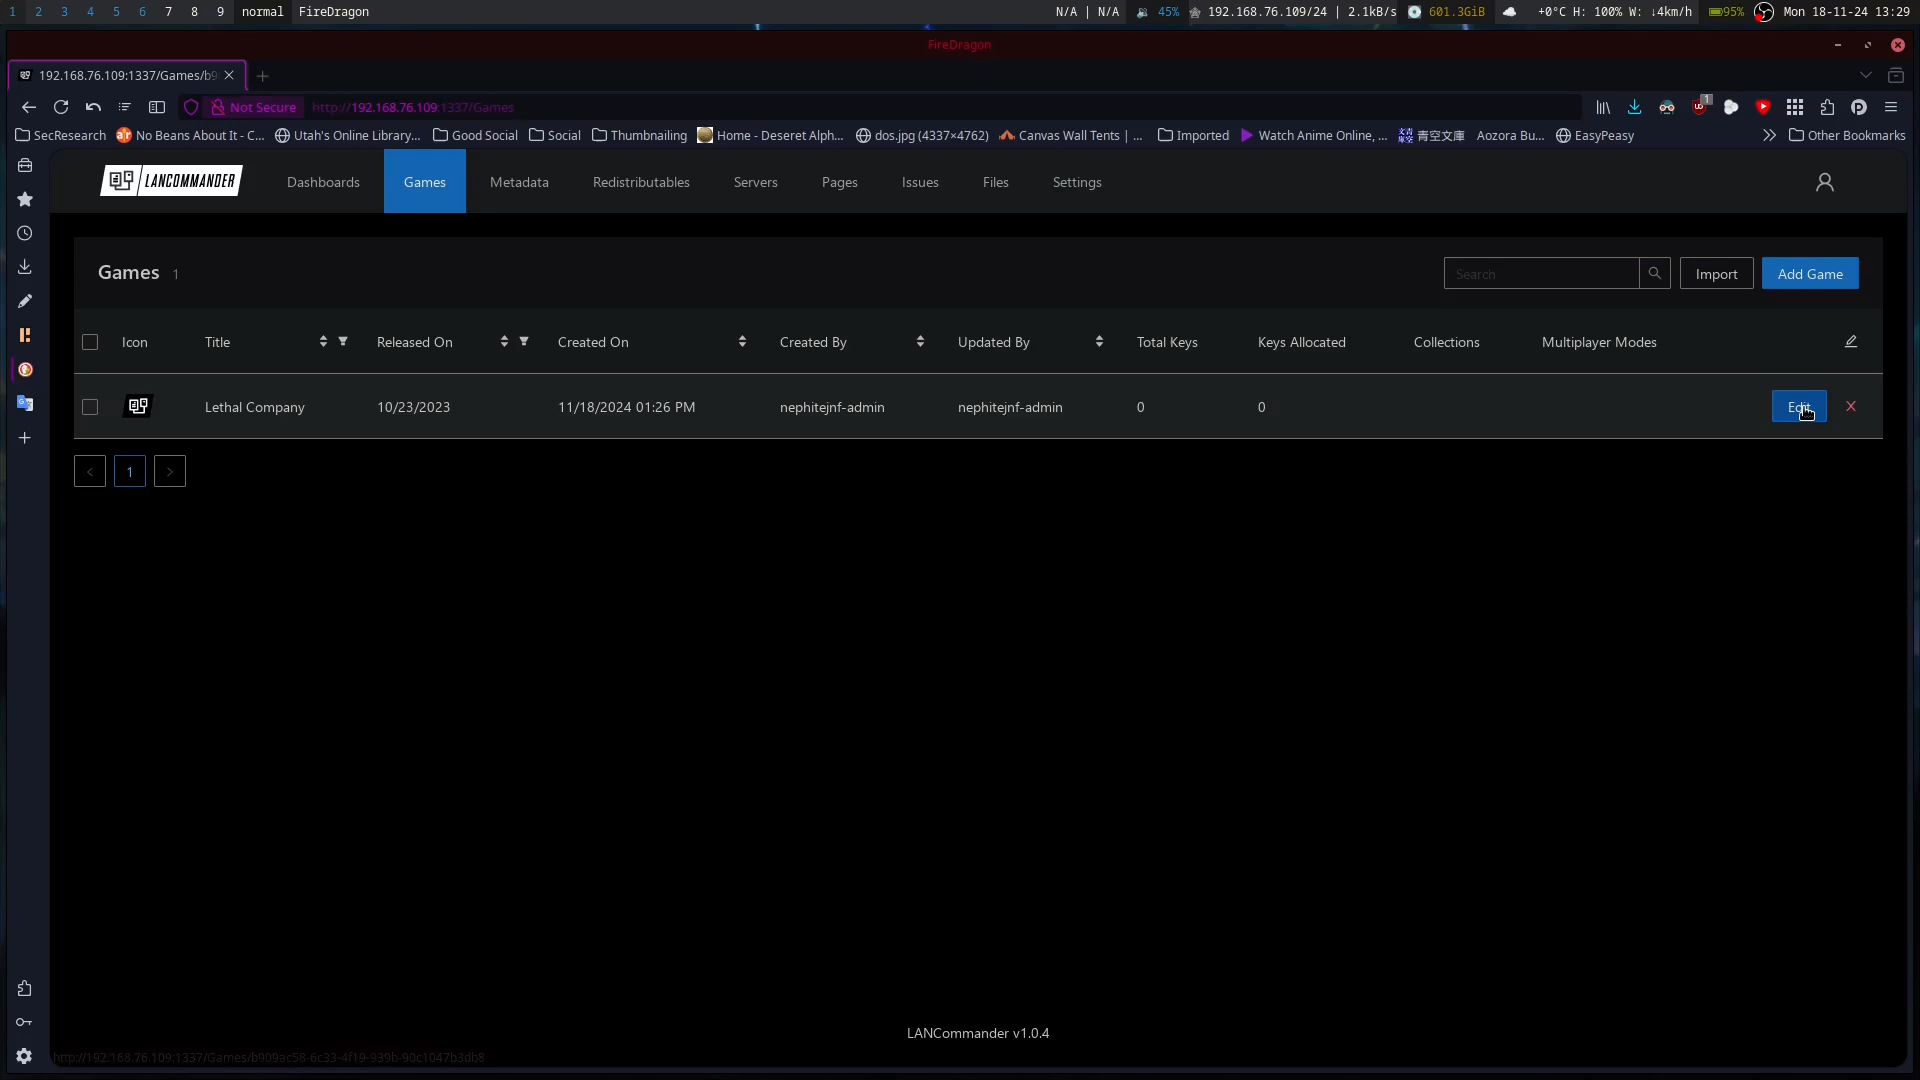 1 2 3 4 5 6 7 8 9 normal FireDragon N/A | N/A 45% 192.168.76.109/24 | 2.1kB/s 601.3GiB +0°C H: 100% W: ↓4km/h 95% Mon 18-11-24 13:29
FireDragon
192.168.76.109:1337/Games/b9
Not Secure http://192.168.76.109:1337/Games 1
SecResearch No Beans About It - C... Utah's Online Library... Good Social Social Thumbnailing Home - Deseret Alph... dos.jpg (4337×4762) Canvas Wall Tents | ... Imported Watch Anime Online, ... 青空文庫 Aozora Bu... EasyPeasy Other Bookmarks
LANCOMMANDER Dashboards Games Metadata Redistributables Servers Pages Issues Files Settings
Games 1 Search Import Add Game
Icon Title Released On Created On Created By Updated By Total Keys Keys Allocated Collections Multiplayer Modes
Lethal Company 10/23/2023 11/18/2024 01:26 PM nephitejnf-admin nephitejnf-admin 0 0 Edit
< 1 >
LANCommander v1.0.4
http://192.168.76.109:1337/Games/b909ac58-6c33-4f19-939b-90c1047b3db8